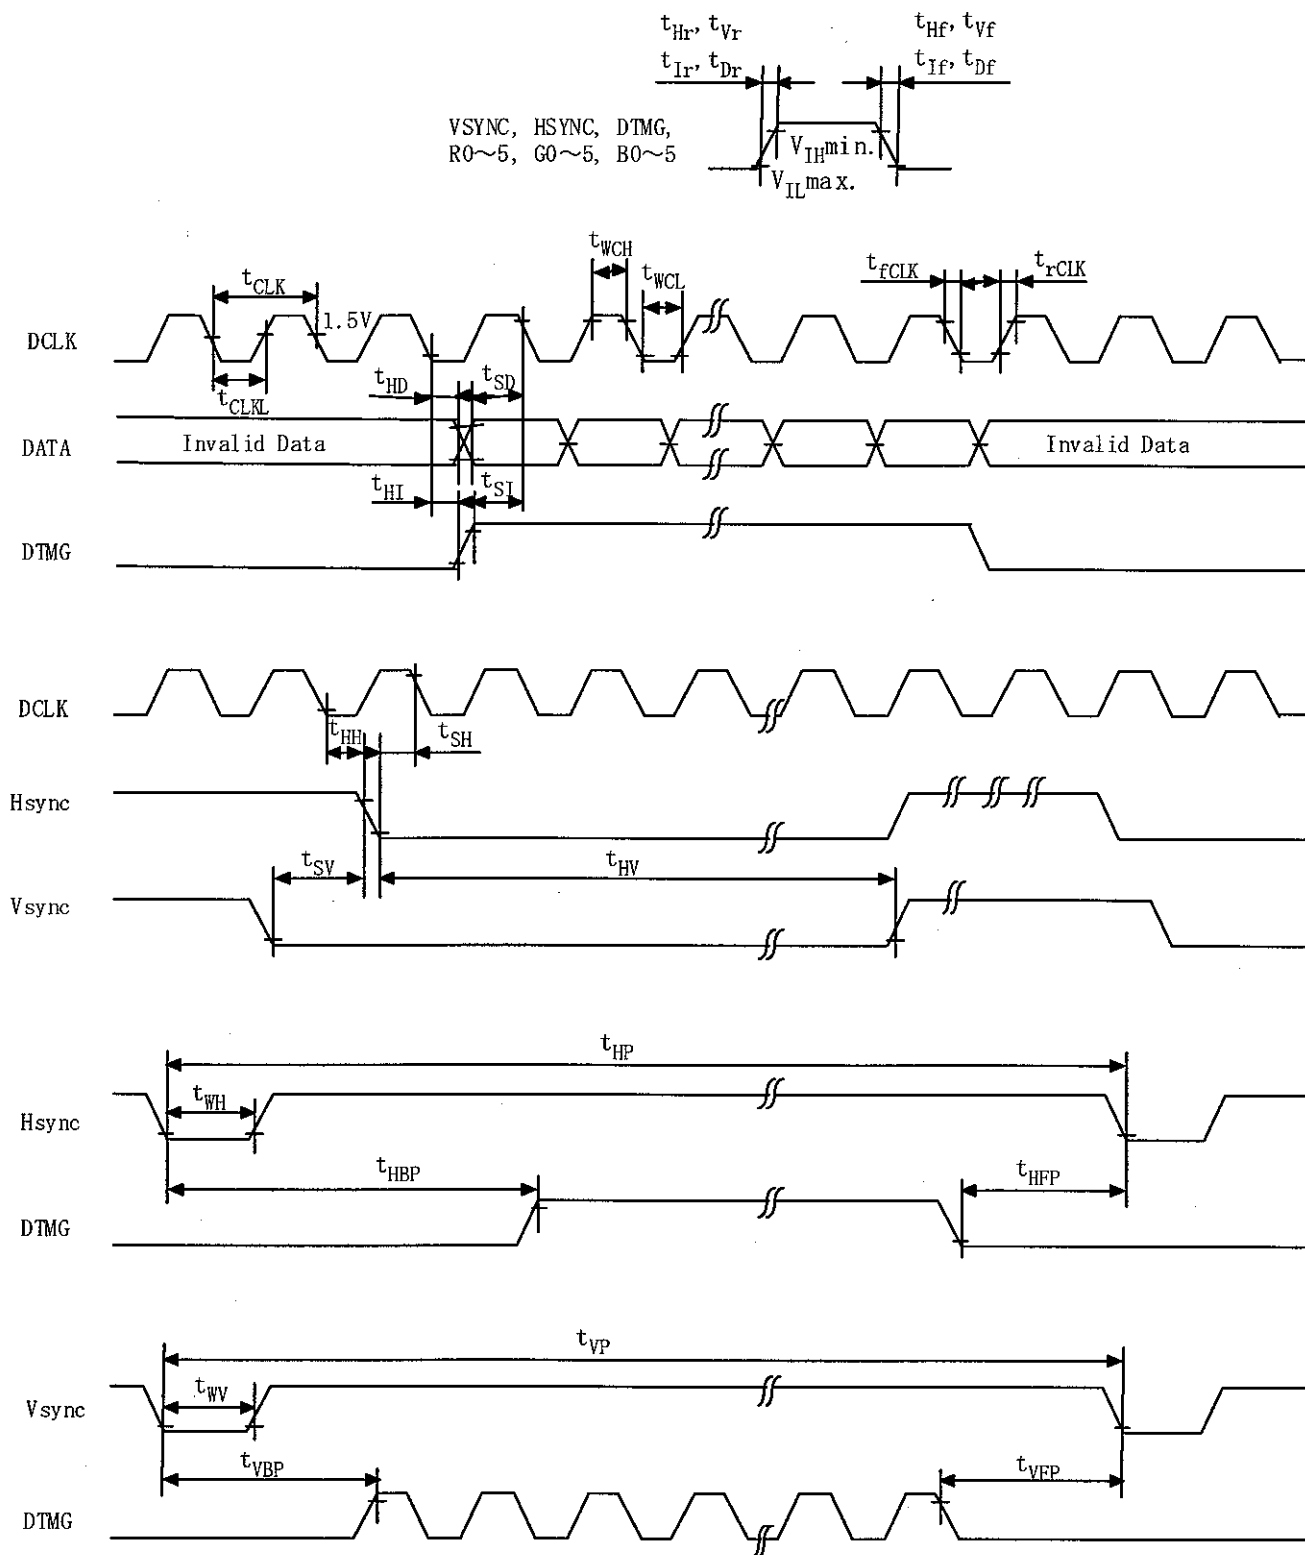 tHr, tVr
tHf, tVf
tIr, tDr
tIf, tDf
VSYNC, HSYNC, DTMG,
R0～5, G0～5, B0～5
VIHmin.
VILmax.
tWCH
tWCL
tCLK
tfCLK
trCLK
1.5V
DCLK
tHD
tSD
tCLKL
DATA
Invalid Data
Invalid Data
tHI
tSI
DTMG
DCLK
tHH
tSH
Hsync
tSV
tHV
Vsync
tHP
tWH
Hsync
tHBP
tHFP
DTMG
tVP
tWV
Vsync
tVBP
tVFP
DTMG